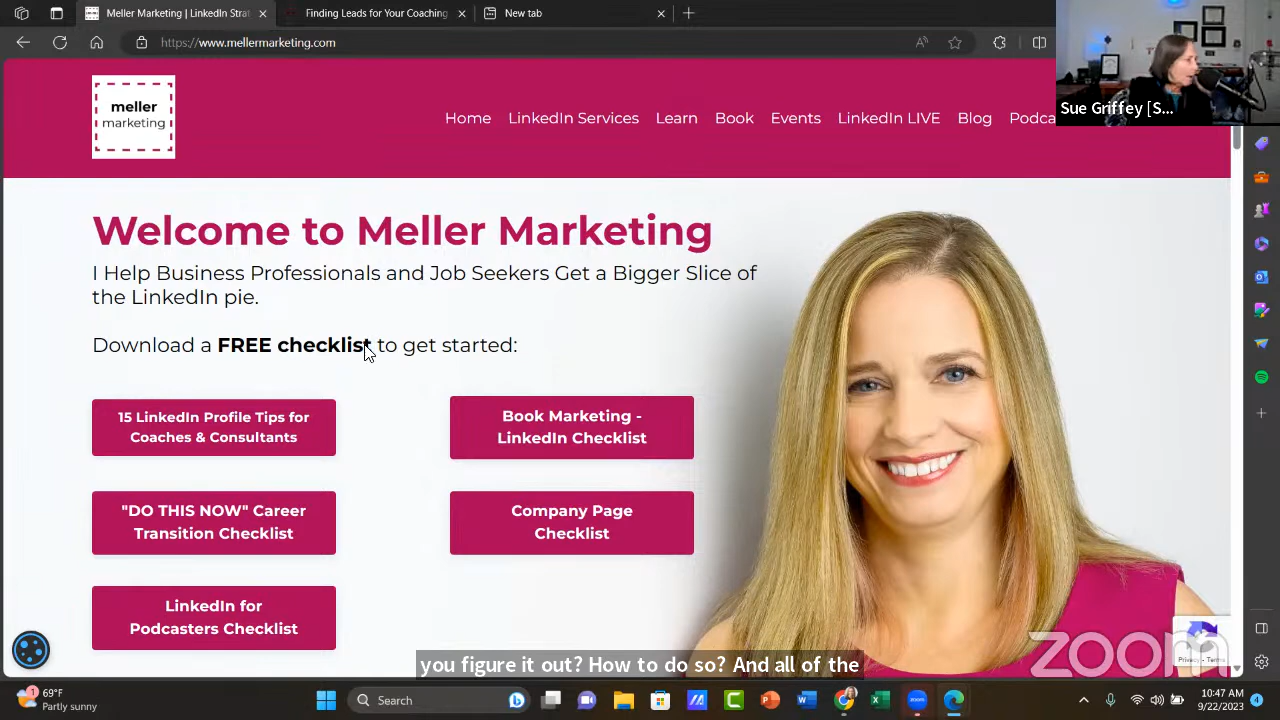 Meller Marketing | LinkedIn Strat
Finding Leads for Your Coaching
New tab
https://www.mellermarketing.com
Sue Griffey [S...
meller
marketing
Home LinkedIn Services Learn Book Events LinkedIn LIVE Blog Podca
Welcome to Meller Marketing
I Help Business Professionals and Job Seekers Get a Bigger Slice of
the LinkedIn pie.
Download a FREE checklist to get started:
15 LinkedIn Profile Tips for
Coaches & Consultants
Book Marketing -
LinkedIn Checklist
"DO THIS NOW" Career
Transition Checklist
Company Page
Checklist
LinkedIn for
Podcasters Checklist
you figure it out? How to do so? And all of the
zoom
Privacy - Terms
69°F
Partly sunny
Search
10:47 AM
9/22/2023